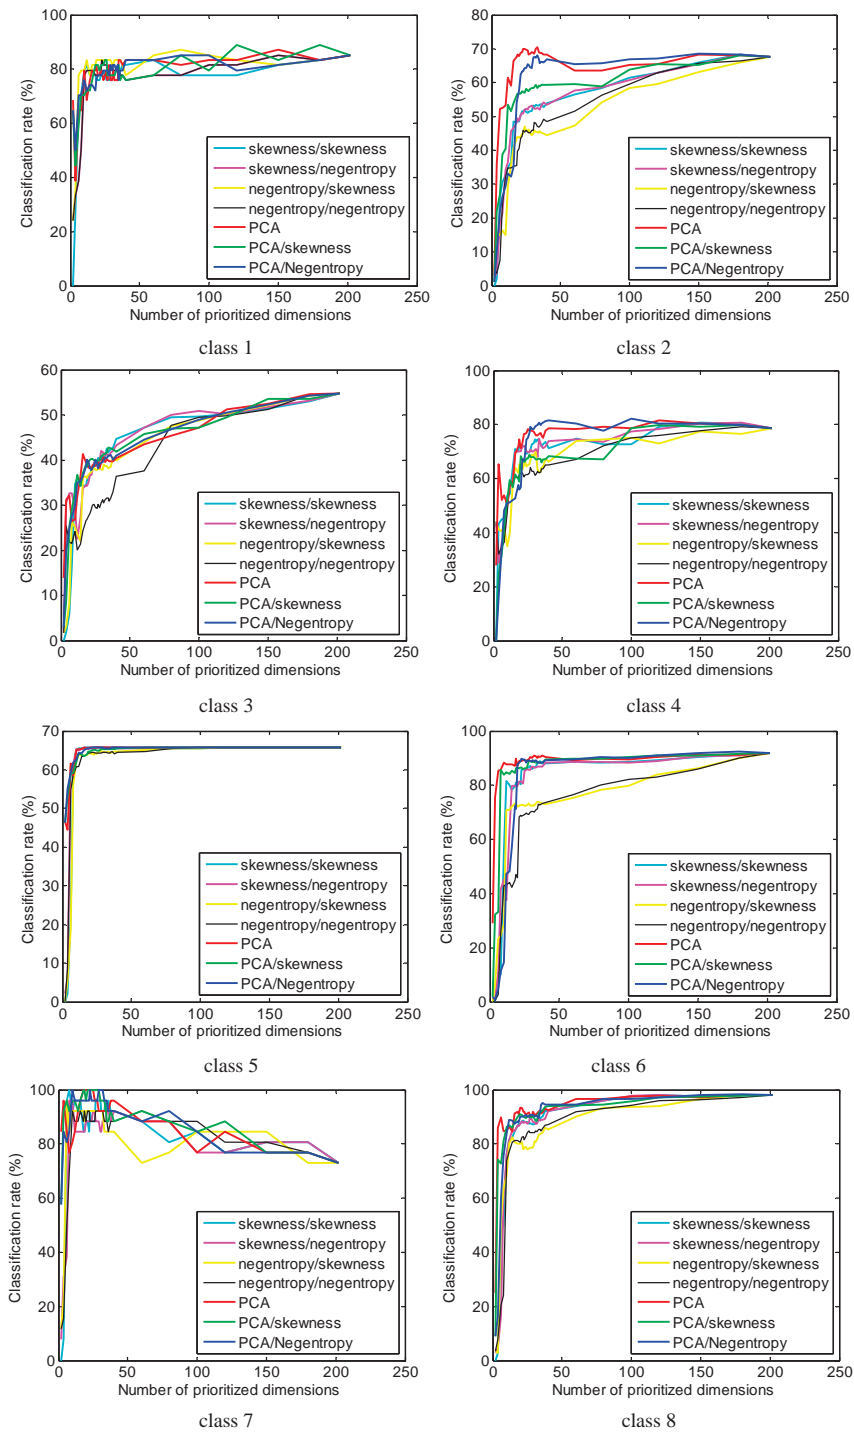 Classification rate (%)
100
80
60
40
20
0
0 50 100 150 200 250
Number of prioritized dimensions
skewness/skewness
skewness/negentropy
negentropy/skewness
negentropy/negentropy
PCA
PCA/skewness
PCA/Negentropy
class 1
Classification rate (%)
80
70
60
50
40
30
20
10
0
0 50 100 150 200 250
Number of prioritized dimensions
skewness/skewness
skewness/negentropy
negentropy/skewness
negentropy/negentropy
PCA
PCA/skewness
PCA/Negentropy
class 2
Classification rate (%)
60
50
40
30
20
10
0
0 50 100 150 200 250
Number of prioritized dimensions
skewness/skewness
skewness/negentropy
negentropy/skewness
negentropy/negentropy
PCA
PCA/skewness
PCA/Negentropy
class 3
Classification rate (%)
100
80
60
40
20
0
0 50 100 150 200 250
Number of prioritized dimensions
skewness/skewness
skewness/negentropy
negentropy/skewness
negentropy/negentropy
PCA
PCA/skewness
PCA/Negentropy
class 4
Classification rate (%)
70
60
50
40
30
20
10
0
0 50 100 150 200 250
Number of prioritized dimensions
skewness/skewness
skewness/negentropy
negentropy/skewness
negentropy/negentropy
PCA
PCA/skewness
PCA/Negentropy
class 5
Classification rate (%)
100
80
60
40
20
0
0 50 100 150 200 250
Number of prioritized dimensions
skewness/skewness
skewness/negentropy
negentropy/skewness
negentropy/negentropy
PCA
PCA/skewness
PCA/Negentropy
class 6
Classification rate (%)
100
80
60
40
20
0
0 50 100 150 200 250
Number of prioritized dimensions
skewness/skewness
skewness/negentropy
negentropy/skewness
negentropy/negentropy
PCA
PCA/skewness
PCA/Negentropy
class 7
Classification rate (%)
100
80
60
40
20
0
0 50 100 150 200 250
Number of prioritized dimensions
skewness/skewness
skewness/negentropy
negentropy/skewness
negentropy/negentropy
PCA
PCA/skewness
PCA/Negentropy
class 8